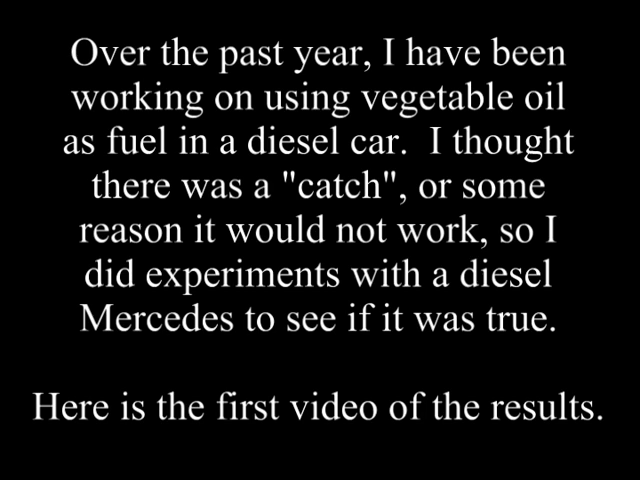 Over the past year, I have been
working on using vegetable oil
as fuel in a diesel car.  I thought
there was a "catch", or some
reason it would not work, so I
did experiments with a diesel
Mercedes to see if it was true.
Here is the first video of the results.